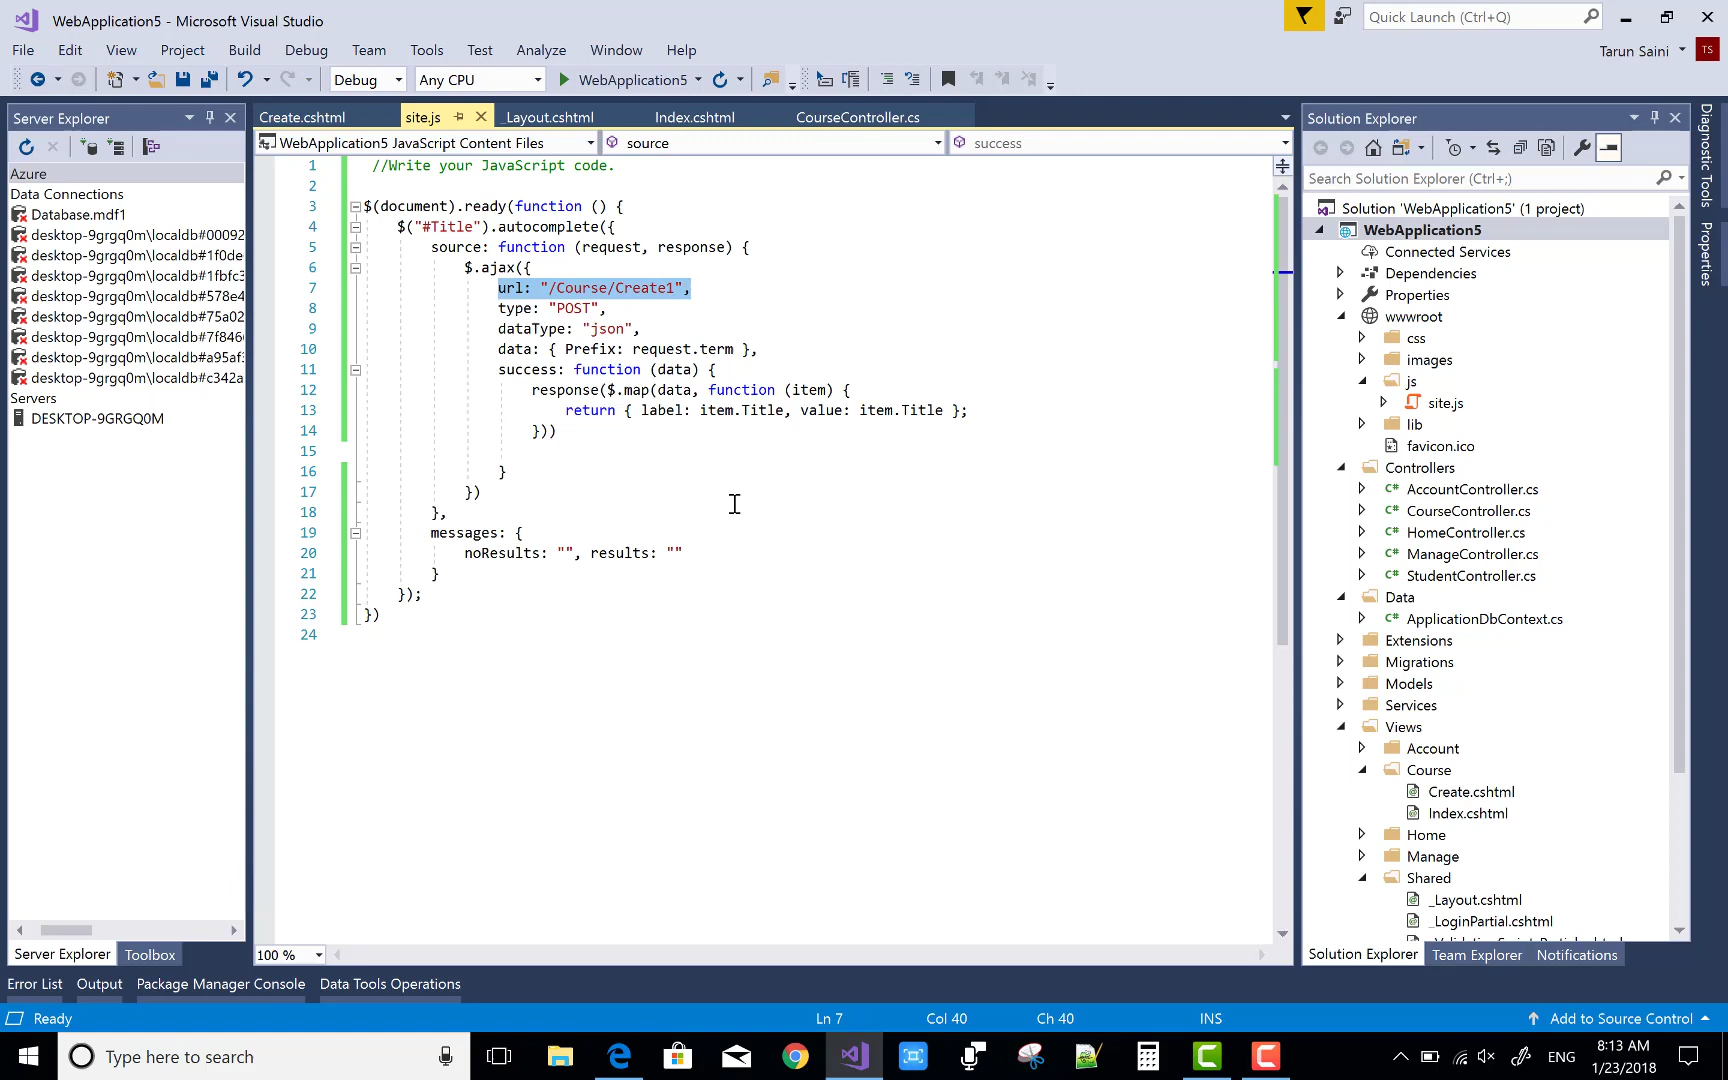 WebApplication5 - Microsoft Visual Studio
Quick Launch (Ctrl+Q)
File Edit View Project Build Debug Team Tools Test Analyze Window Help
Tarun Saini TS
Debug Any CPU WebApplication5
Server Explorer
Azure
Data Connections
Database.mdf1
desktop-9grgq0m\localdb#00092
desktop-9grgq0m\localdb#1f0de
desktop-9grgq0m\localdb#1fbfc3
desktop-9grgq0m\localdb#578e4
desktop-9grgq0m\localdb#75a02
desktop-9grgq0m\localdb#7f846
desktop-9grgq0m\localdb#a95af3
desktop-9grgq0m\localdb#c342a
Servers
DESKTOP-9GRGQ0M
Server Explorer Toolbox
Create.cshtml site.js _Layout.cshtml Index.cshtml CourseController.cs
WebApplication5 JavaScript Content Files source success
1 //Write your JavaScript code.
2
3 $(document).ready(function () {
4 $("#Title").autocomplete({
5 source: function (request, response) {
6 $.ajax({
7 url: "/Course/Create1",
8 type: "POST",
9 dataType: "json",
10 data: { Prefix: request.term },
11 success: function (data) {
12 response($.map(data, function (item) {
13 return { label: item.Title, value: item.Title };
14 }))
15
16 }
17 })
18 },
19 messages: {
20 noResults: "", results: ""
21 }
22 });
23 })
24
100 %
Solution Explorer
Search Solution Explorer (Ctrl+;)
Solution 'WebApplication5' (1 project)
WebApplication5
Connected Services
Dependencies
Properties
wwwroot
css
images
js
site.js
lib
favicon.ico
Controllers
C# AccountController.cs
C# CourseController.cs
C# HomeController.cs
C# ManageController.cs
C# StudentController.cs
Data
C# ApplicationDbContext.cs
Extensions
Migrations
Models
Services
Views
Account
Course
Create.cshtml
Index.cshtml
Home
Manage
Shared
_Layout.cshtml
_LoginPartial.cshtml
Solution Explorer Team Explorer Notifications
Diagnostic Tools
Properties
Error List Output Package Manager Console Data Tools Operations
Ready Ln 7 Col 40 Ch 40 INS Add to Source Control
Type here to search
ENG
8:13 AM
1/23/2018